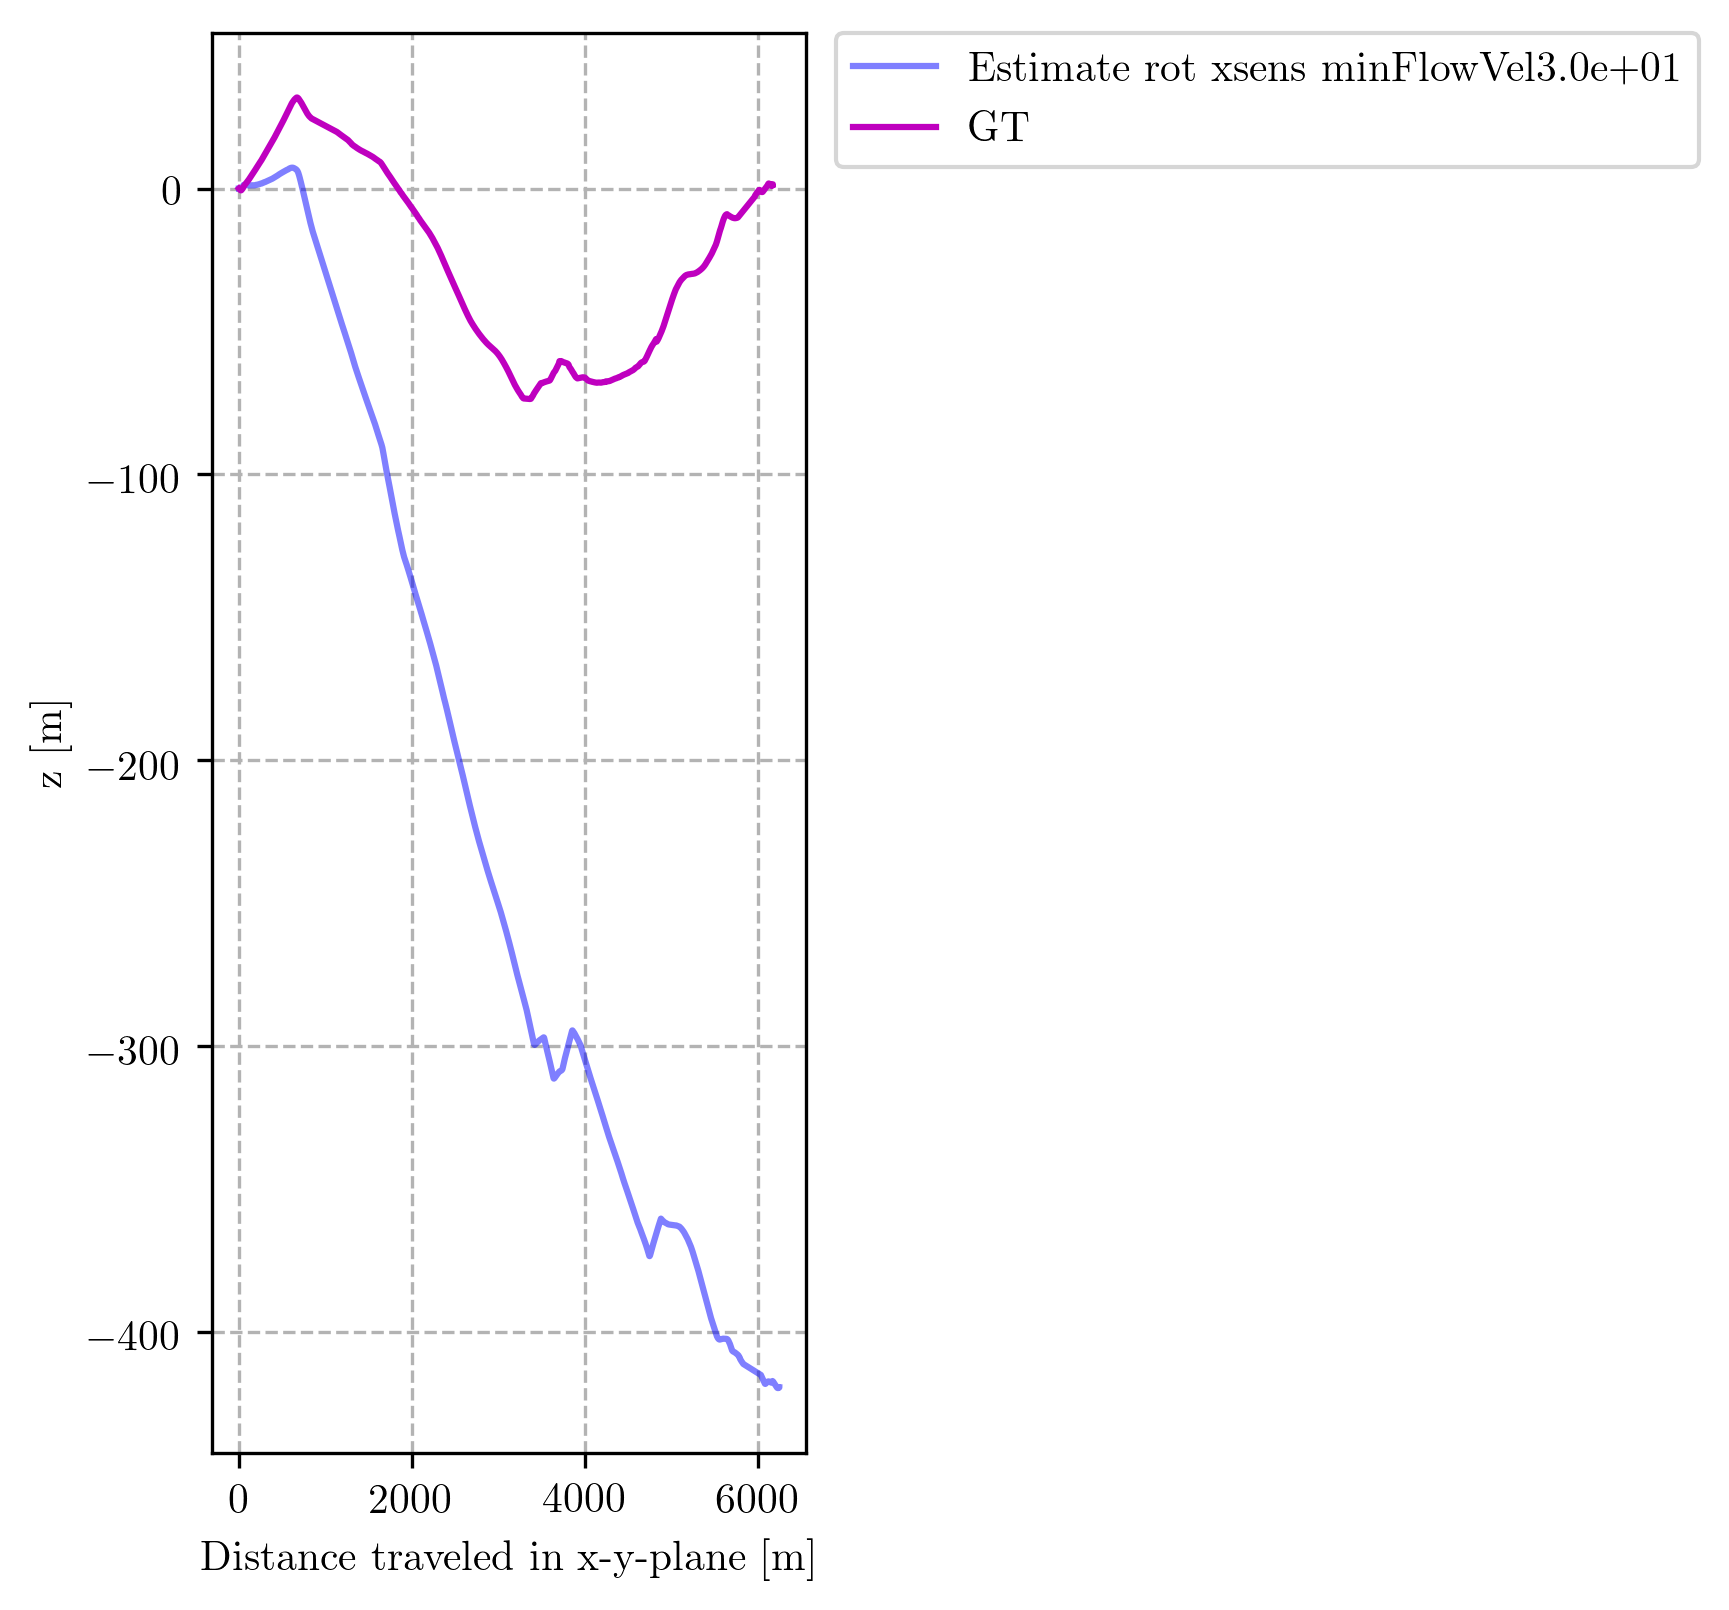 Estimate rot xsens minFlowVel3.0e+01
GT
0
−100
−200
−300
−400
z [m]
0 2000 4000 6000
Distance traveled in x-y-plane [m]